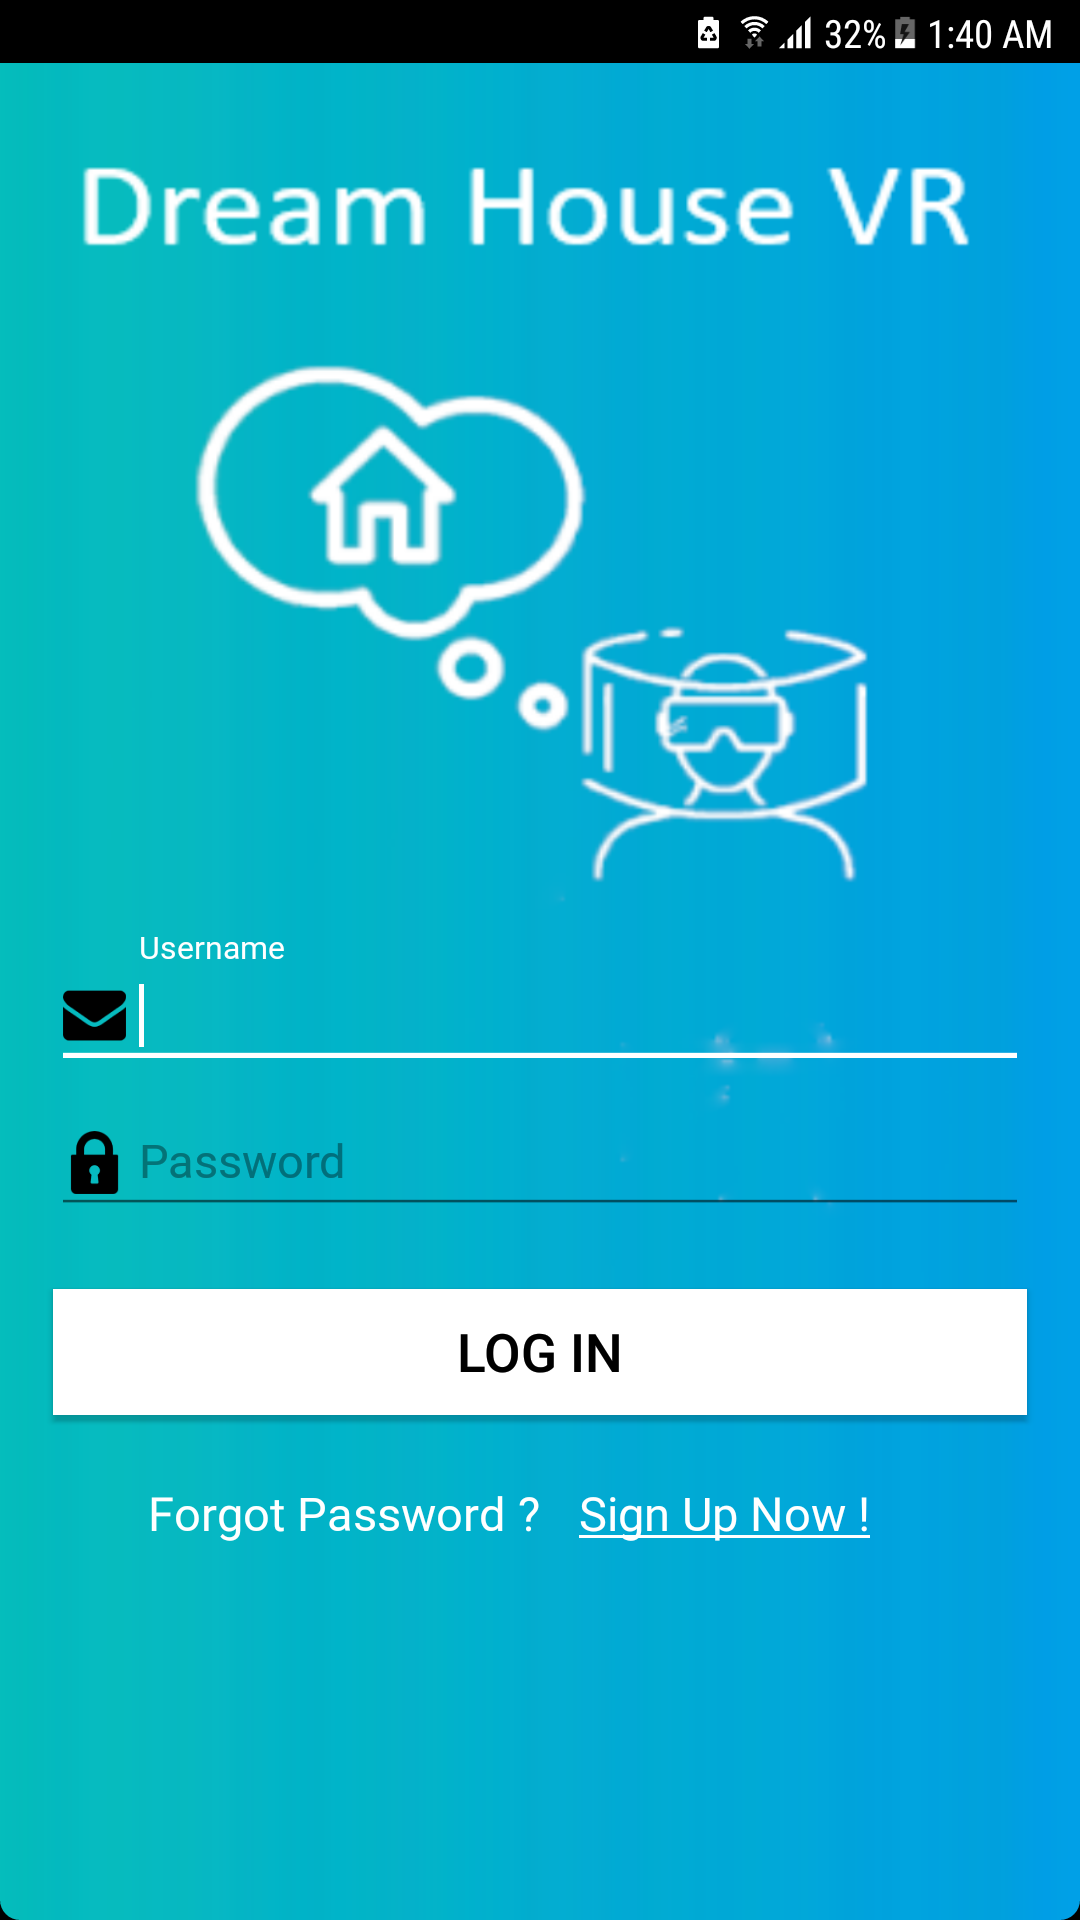 32% 1:40 AM
Dream House VR
Username
Password
LOG IN
Forgot Password ? Sign Up Now !